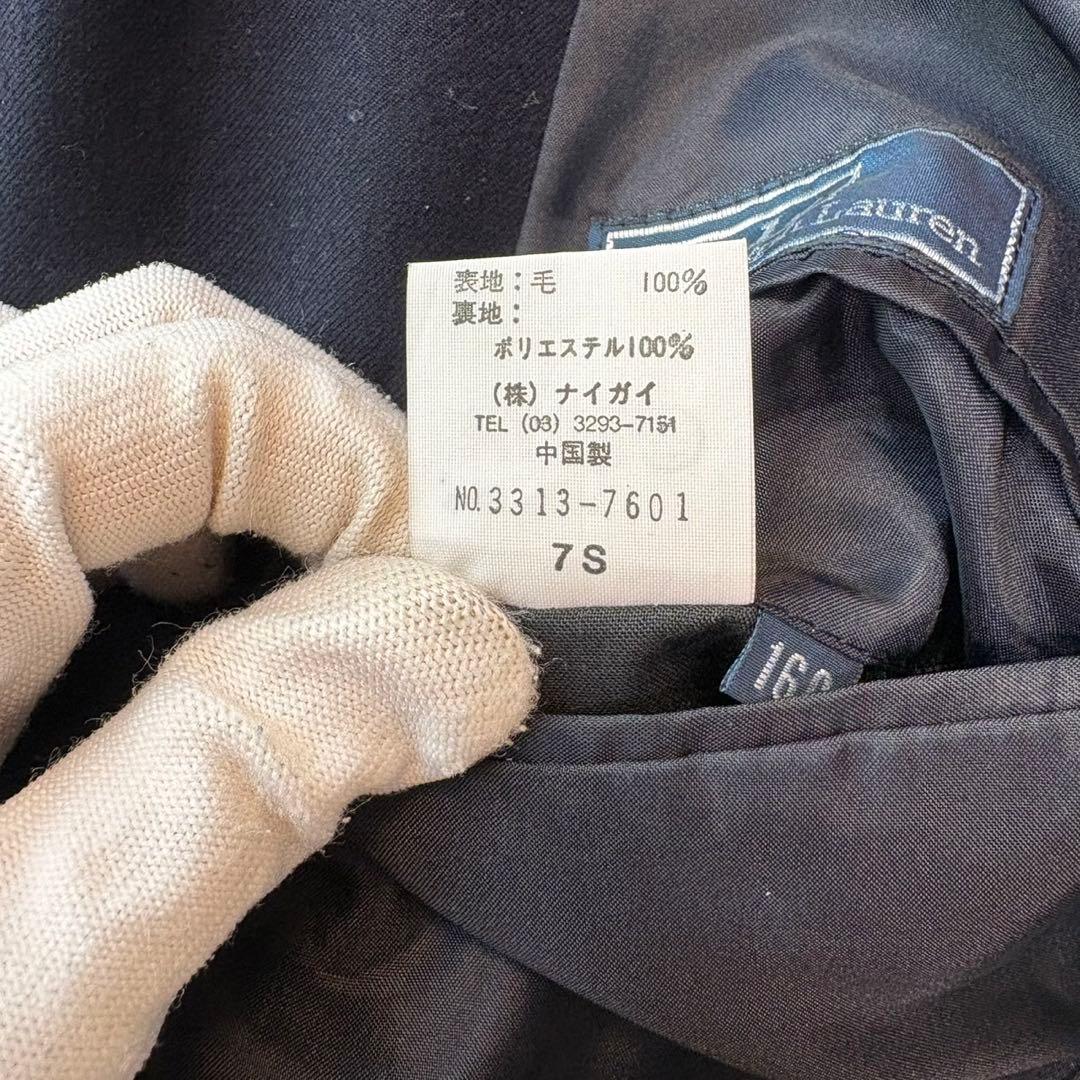 Lauren
表地:毛 100%
裏地:
ポリエステル100%
(株)ナイガイ
TEL (03) 3293-7151
中国製
NO.3313-7601
7S
160